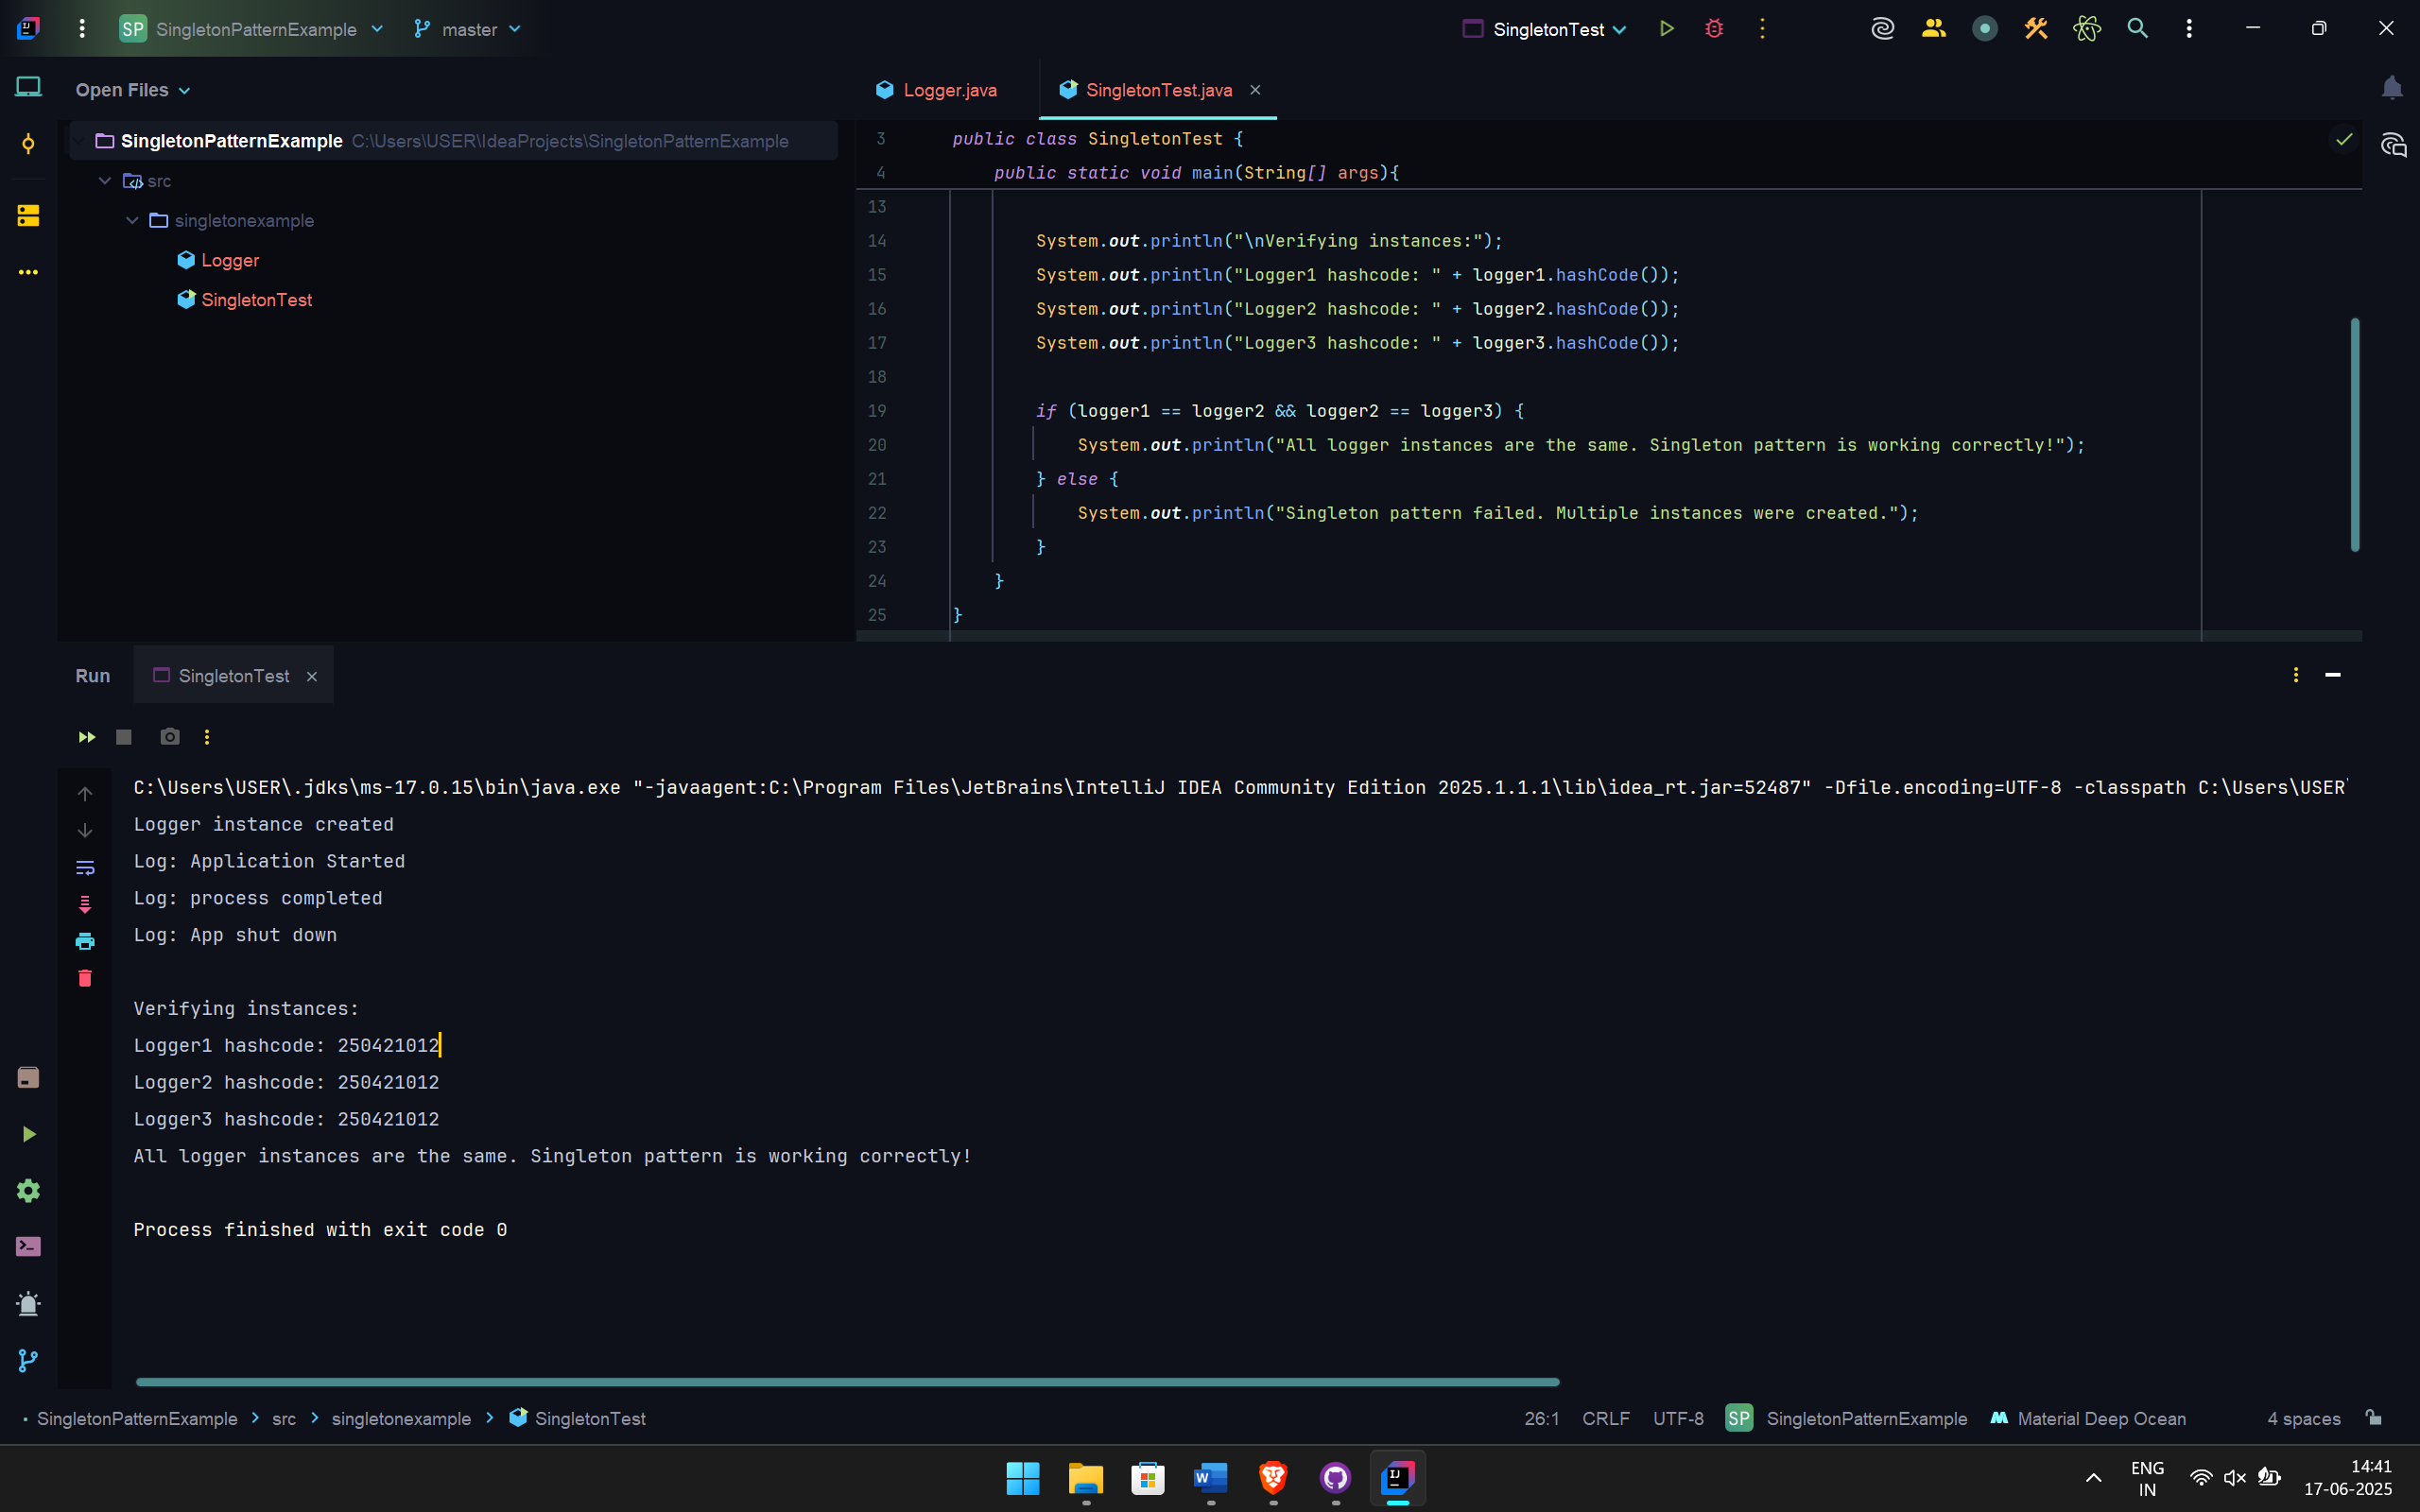 SP SingletonPatternExample master SingletonTest
Open Files
SingletonPatternExample C:\Users\USER\IdeaProjects\SingletonPatternExample
src
singletonexample
Logger
SingletonTest
Logger.java SingletonTest.java
3 public class SingletonTest {
4 public static void main(String[] args){
13
14 System.out.println("\nVerifying instances:");
15 System.out.println("Logger1 hashcode: " + logger1.hashCode());
16 System.out.println("Logger2 hashcode: " + logger2.hashCode());
17 System.out.println("Logger3 hashcode: " + logger3.hashCode());
18
19 if (logger1 == logger2 && logger2 == logger3) {
20 System.out.println("All logger instances are the same. Singleton pattern is working correctly!");
21 } else {
22 System.out.println("Singleton pattern failed. Multiple instances were created.");
23 }
24 }
25 }
Run SingletonTest
C:\Users\USER\.jdks\ms-17.0.15\bin\java.exe "-javaagent:C:\Program Files\JetBrains\IntelliJ IDEA Community Edition 2025.1.1.1\lib\idea_rt.jar=52487" -Dfile.encoding=UTF-8 -classpath C:\Users\USER
Logger instance created
Log: Application Started
Log: process completed
Log: App shut down
Verifying instances:
Logger1 hashcode: 250421012
Logger2 hashcode: 250421012
Logger3 hashcode: 250421012
All logger instances are the same. Singleton pattern is working correctly!
Process finished with exit code 0
SingletonPatternExample src singletonexample SingletonTest
26:1 CRLF UTF-8 SP SingletonPatternExample Material Deep Ocean 4 spaces
ENG
IN
14:41
17-06-2025